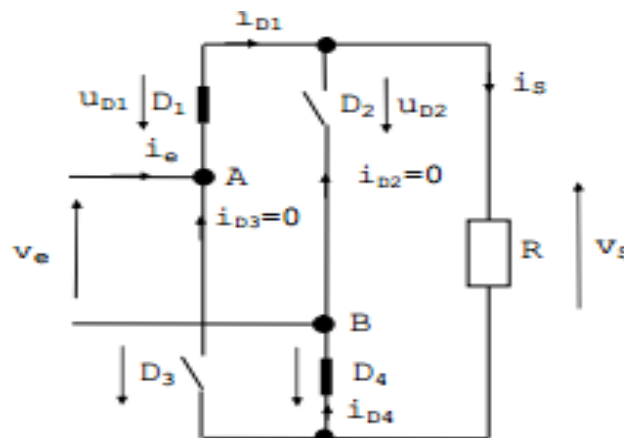 iD1
uD1 D1 D2 uD2 iS
ie A iD2=0
iD3=0
ve R vS
B
D3 D4
iD4